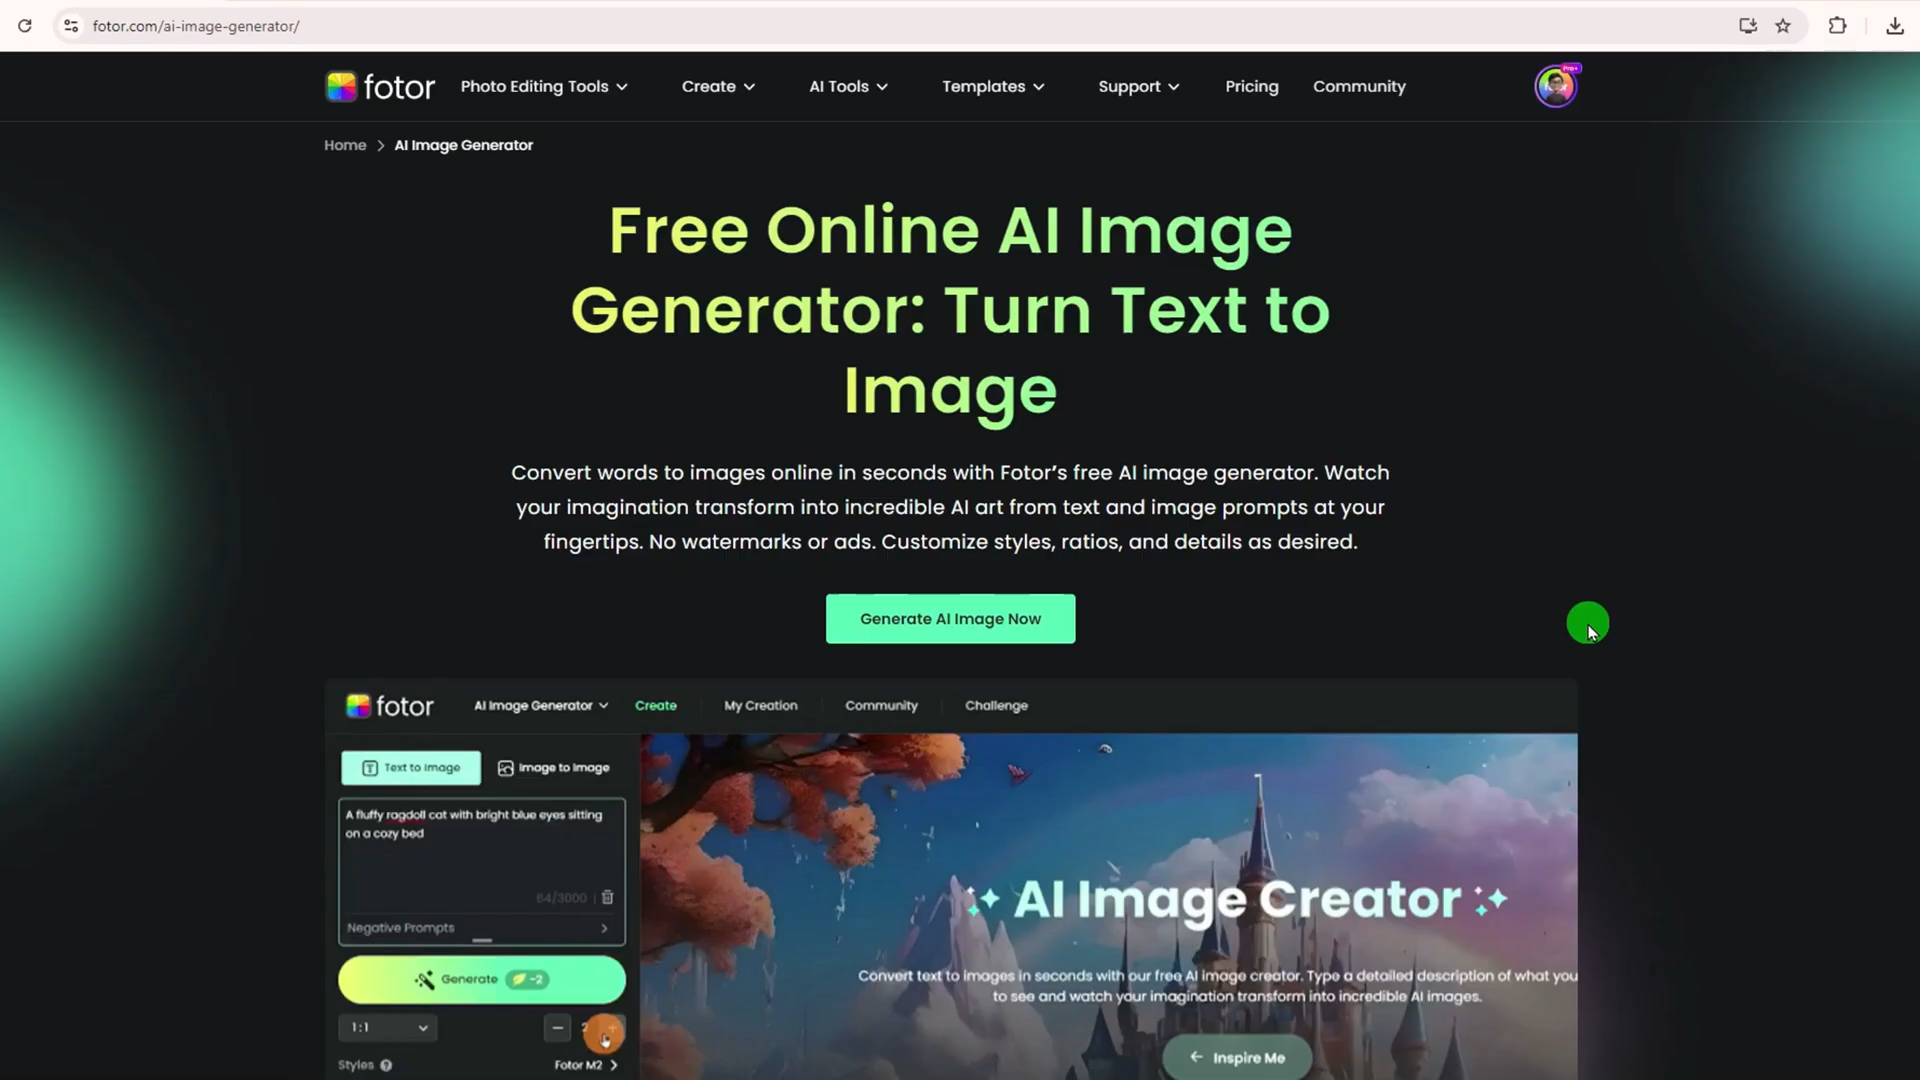 fotor.com/ai-image-generator/
fotor Photo Editing Tools Create AI Tools Templates Support Pricing Community
Pro+
Home > AI Image Generator
Free Online AI Image
Generator: Turn Text to
Image
Convert words to images online in seconds with Fotor's free AI image generator. Watch
your imagination transform into incredible AI art from text and image prompts at your
fingertips. No watermarks or ads. Customize styles, ratios, and details as desired.
Generate AI Image Now
fotor AI Image Generator Create My Creation Community Challenge
Text to Image Image to Image
A fluffy ragdoll cat with bright blue eyes sitting
on a cozy bed
64/3000
Negative Prompts
Generate -2
1:1
Styles Fotor M2
AI Image Creator
Convert text to images in seconds with our free AI image creator. Type a detailed description of what you
to see and watch your imagination transform into incredible AI images.
Inspire Me